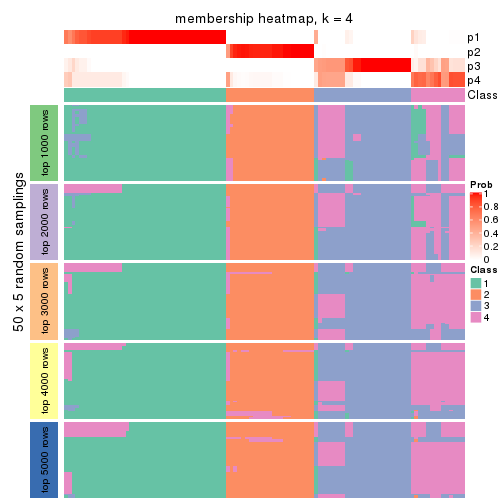 membership heatmap, k = 4
p1
p2
p3
p4
Class
50 x 5 random samplings
top 1000 rows
top 2000 rows
top 3000 rows
top 4000 rows
top 5000 rows
Prob
1
0.8
0.6
0.4
0.2
0
Class
1
2
3
4